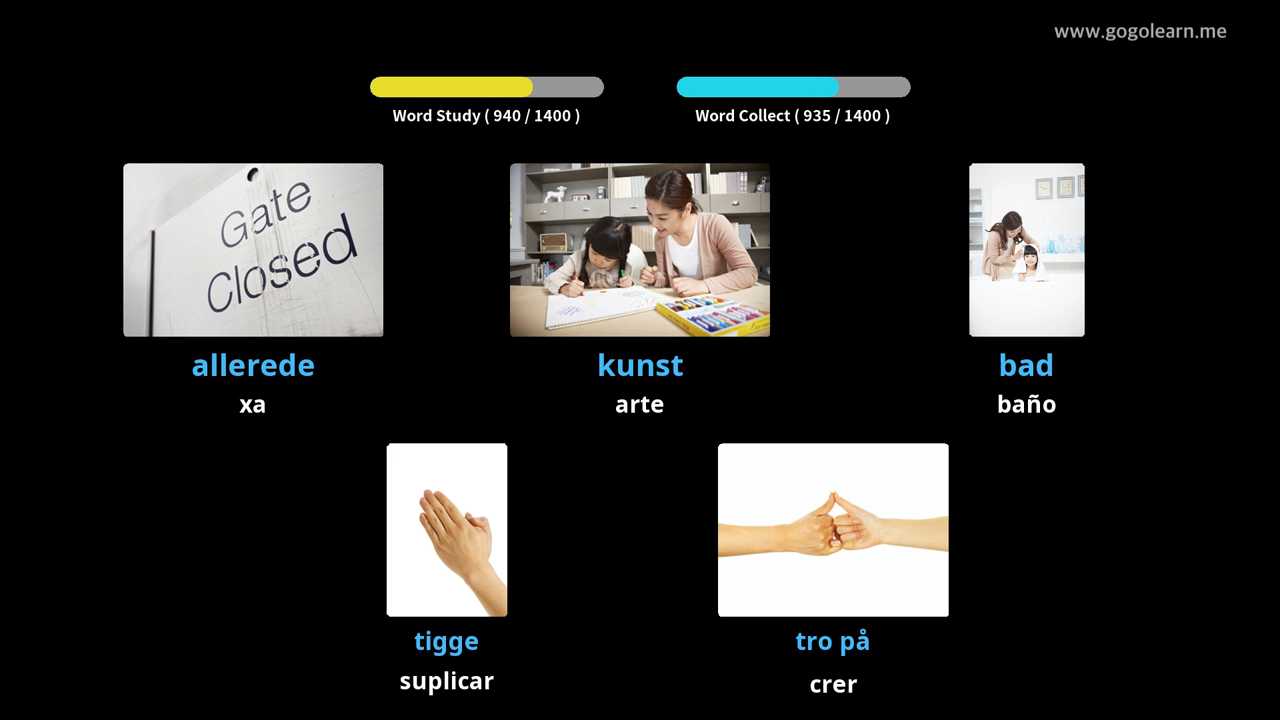 www.gogolearn.me
Word Study ( 940 / 1400 )
Word Collect ( 935 / 1400 )
Gate
Closed
allerede
kunst
bad
xa
arte
baño
tigge
tro på
suplicar
crer